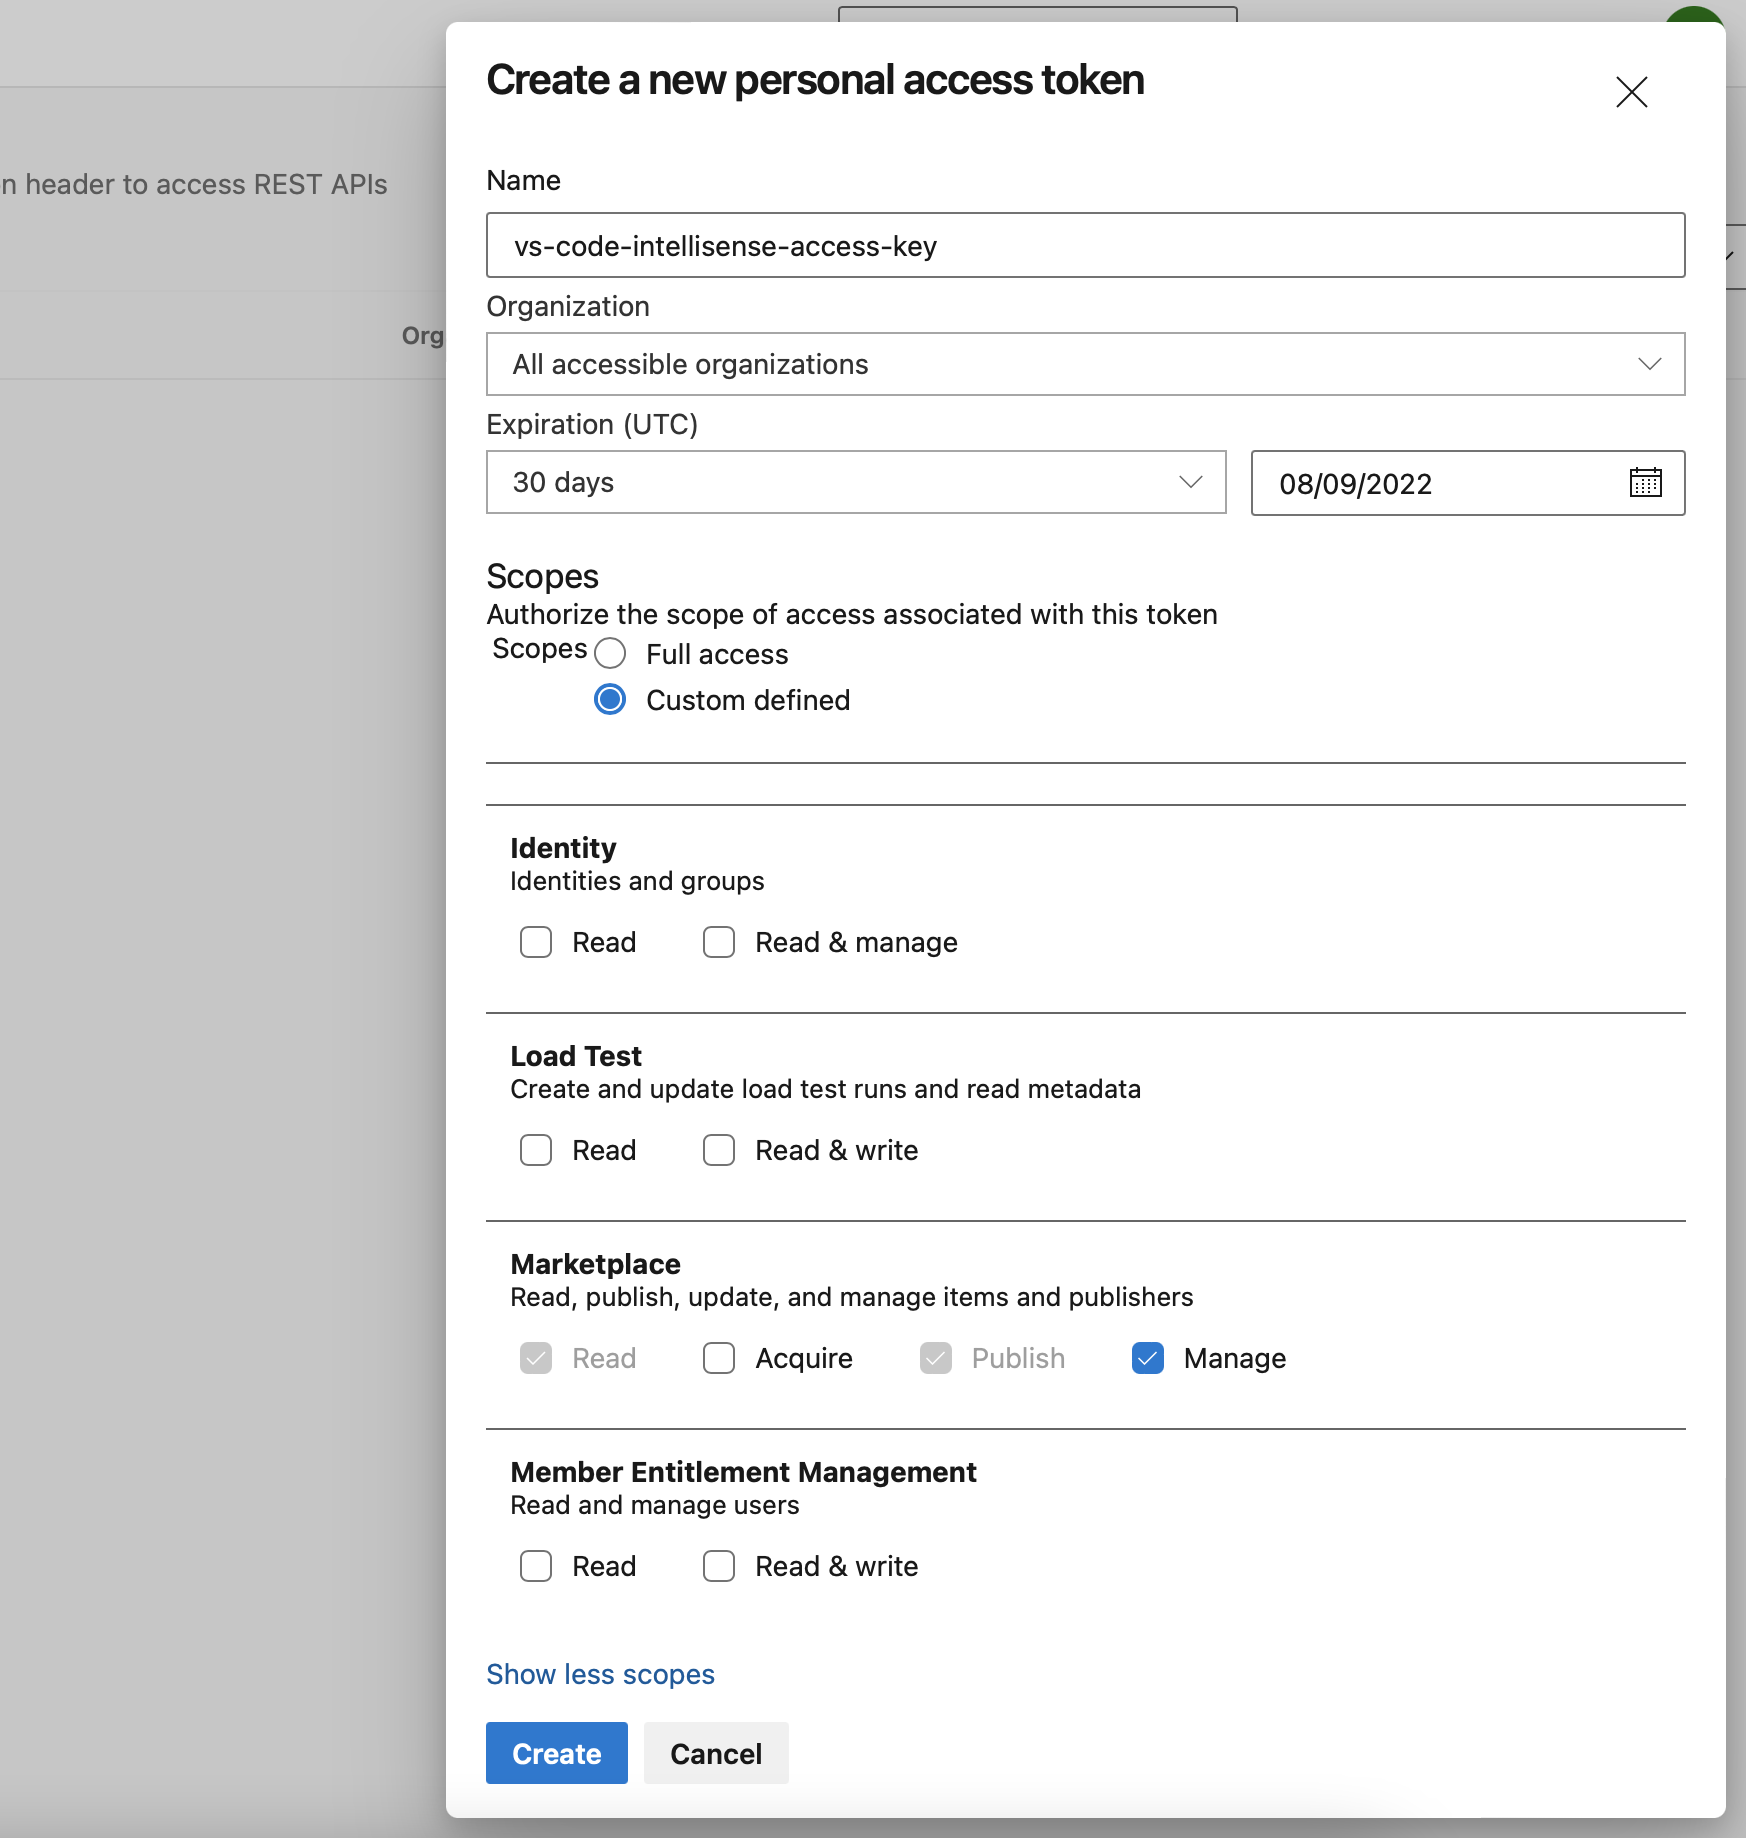 Create a new personal access token
n header to access REST APIs
Name
vs-code-intellisense-access-key
Organization
Org
All accessible organizations
Expiration (UTC)
30 days
08/09/2022
Scopes
Authorize the scope of access associated with this token
Scopes
Full access
Custom defined
Identity
Identities and groups
Read Read & manage
Load Test
Create and update load test runs and read metadata
Read Read & write
Marketplace
Read, publish, update, and manage items and publishers
Read Acquire Publish Manage
Member Entitlement Management
Read and manage users
Read Read & write
Show less scopes
Create Cancel